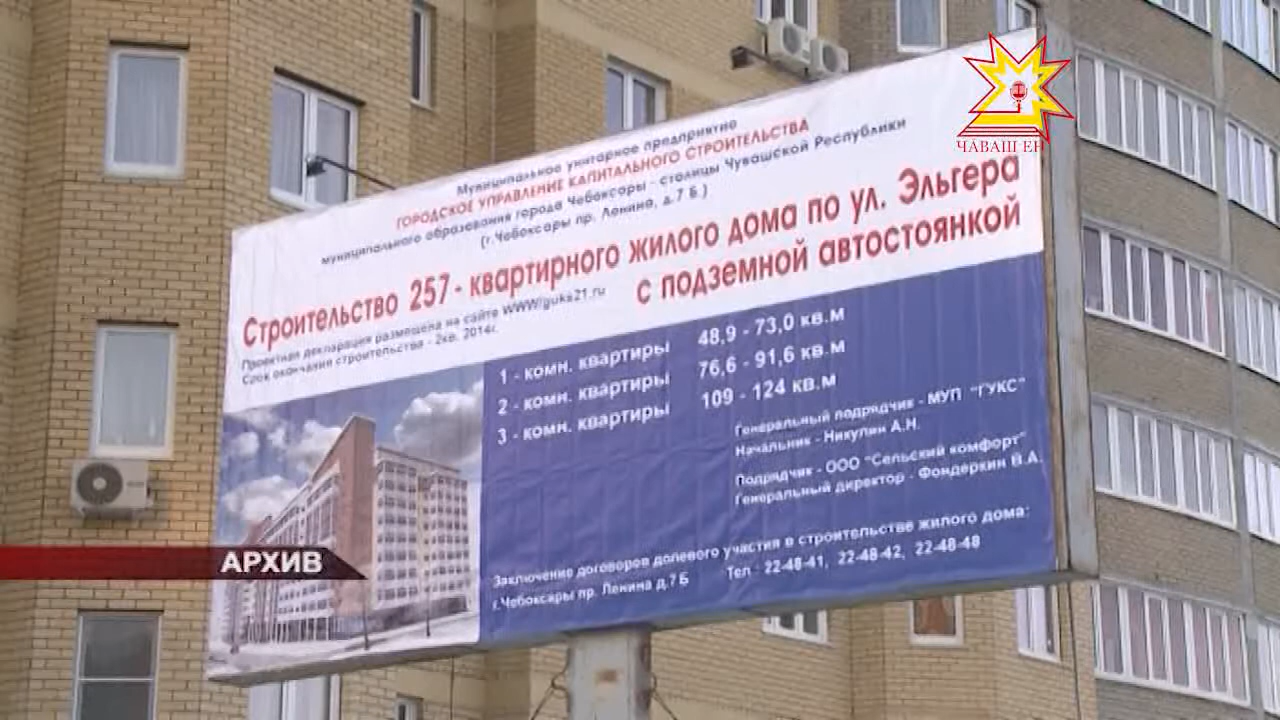 ЧӐВАШ ЕН
Муниципальное унитарное предприятие
ГОРОДСКОЕ УПРАВЛЕНИЕ КАПИТАЛЬНОГО СТРОИТЕЛЬСТВА
муниципального образования города Чебоксары - столицы Чувашской Республики
(г.Чебоксары пр. Ленина, д.7 Б.)
Строительство 257 - квартирного жилого дома по ул. Эльгера
с подземной автостоянкой
Проектная декларация размещена на сайте WWW/guks21.ru
Срок окончания строительства - 2кв. 2014г.
1 - комн. квартиры 48,9 - 73,0 кв.м
2 - комн. квартиры 76,6 - 91,6 кв.м
3 - комн. квартиры 109 - 124 кв.м
Генеральный подрядчик - МУП "ГУКС"
Начальник - Никулин А.Н.
Подрядчик - ООО "Сельский комфорт"
Генеральный директор - Фондеркин В.А.
Заключение договоров долевого участия в строительстве жилого дома:
г.Чебоксары пр. Ленина д.7 Б Тел.: 22-48-41, 22-48-42, 22-48-48
АРХИВ